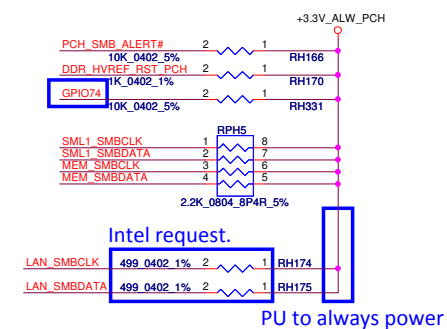 +3.3V_ALW_PCH
PCH_SMB_ALERT# 2 1
10K_0402_5% RH166
DDR_HVREF_RST_PCH 2 1
1K_0402_1% RH170
GPIO74 2 1
10K_0402_5% RH331
RPH5
SML1_SMBCLK 1 8
SML1_SMBDATA 2 7
MEM_SMBCLK 3 6
MEM_SMBDATA 4 5
2.2K_0804_8P4R_5%
Intel request.
LAN_SMBCLK 499_0402_1% 2 1 RH174
LAN_SMBDATA 499_0402_1% 2 1 RH175
PU to always power